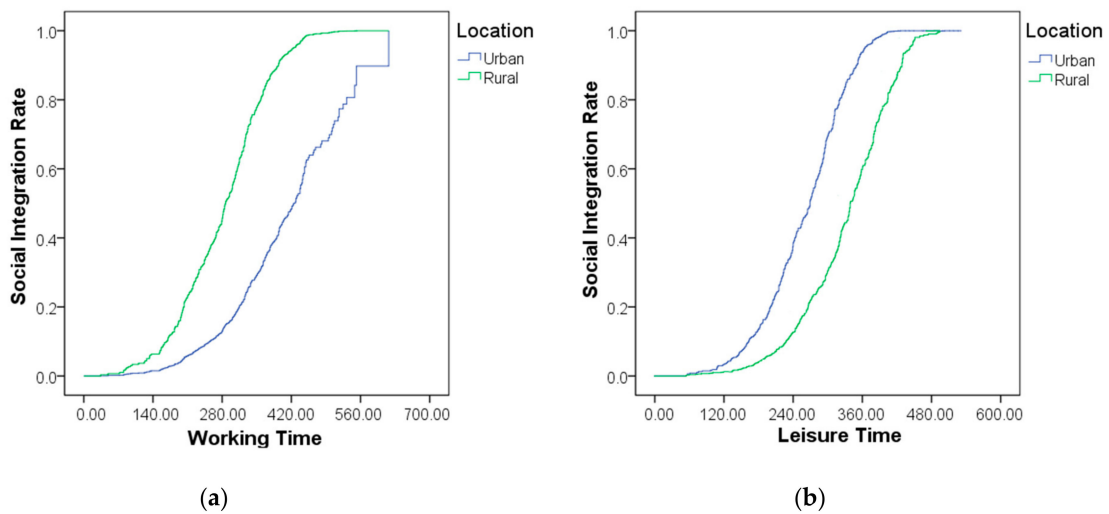 Social Integration Rate
1.0
0.8
0.6
0.4
0.2
0.0
0.00 140.00 280.00 420.00 560.00 700.00
Working Time
Location
Urban
Rural
(a)
Social Integration Rate
1.0
0.8
0.6
0.4
0.2
0.0
0.00 120.00 240.00 360.00 480.00 600.00
Leisure Time
Location
Urban
Rural
(b)